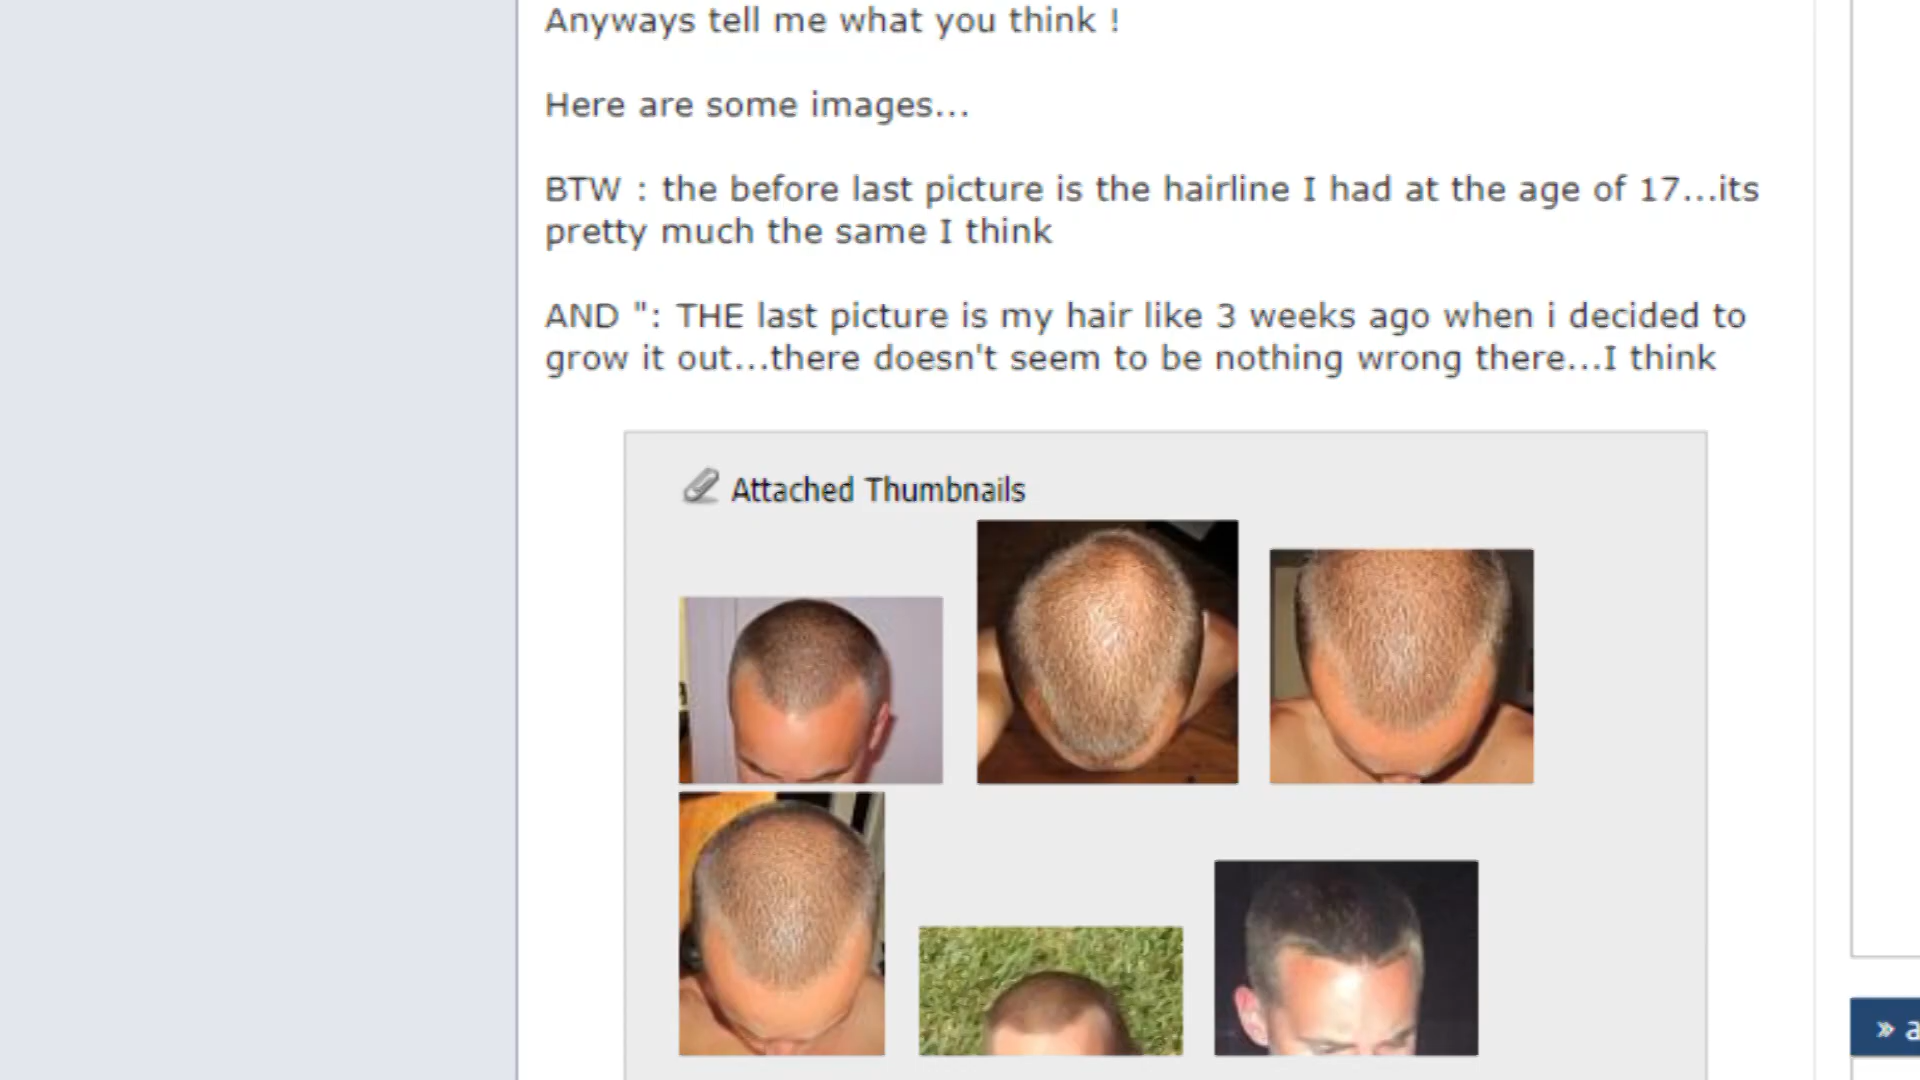 Anyways tell me what you think !
Here are some images...
BTW : the before last picture is the hairline I had at the age of 17...its
pretty much the same I think
AND ": THE last picture is my hair like 3 weeks ago when i decided to
grow it out...there doesn't seem to be nothing wrong there...I think
Attached Thumbnails
» a